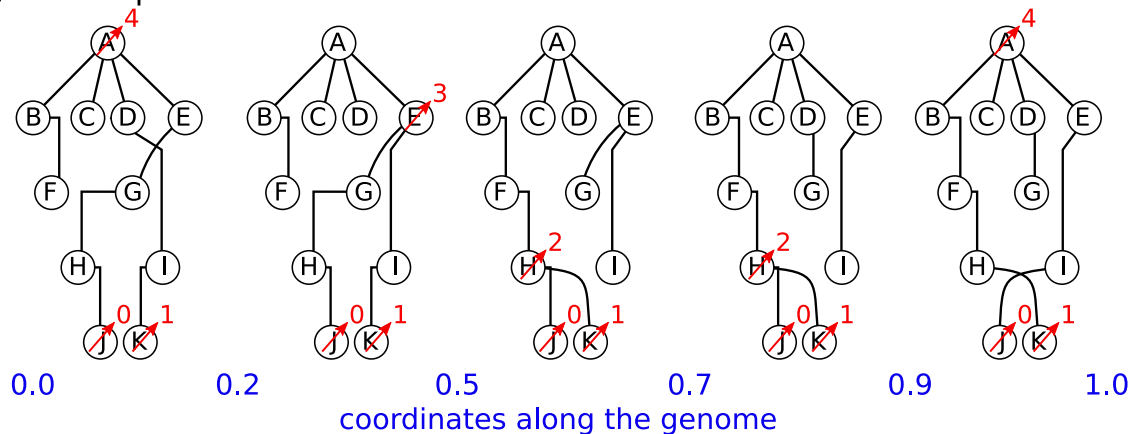 4 4
A A A A A
3
B C D E B C D E B C D E B C D E B C D E
F G F G F G F G F G
2 2
H I H I H I H I H I
0 1 0 1 0 1 0 1 0 1
J K J K J K J K J K
0.0 0.2 0.5 0.7 0.9 1.0
coordinates along the genome